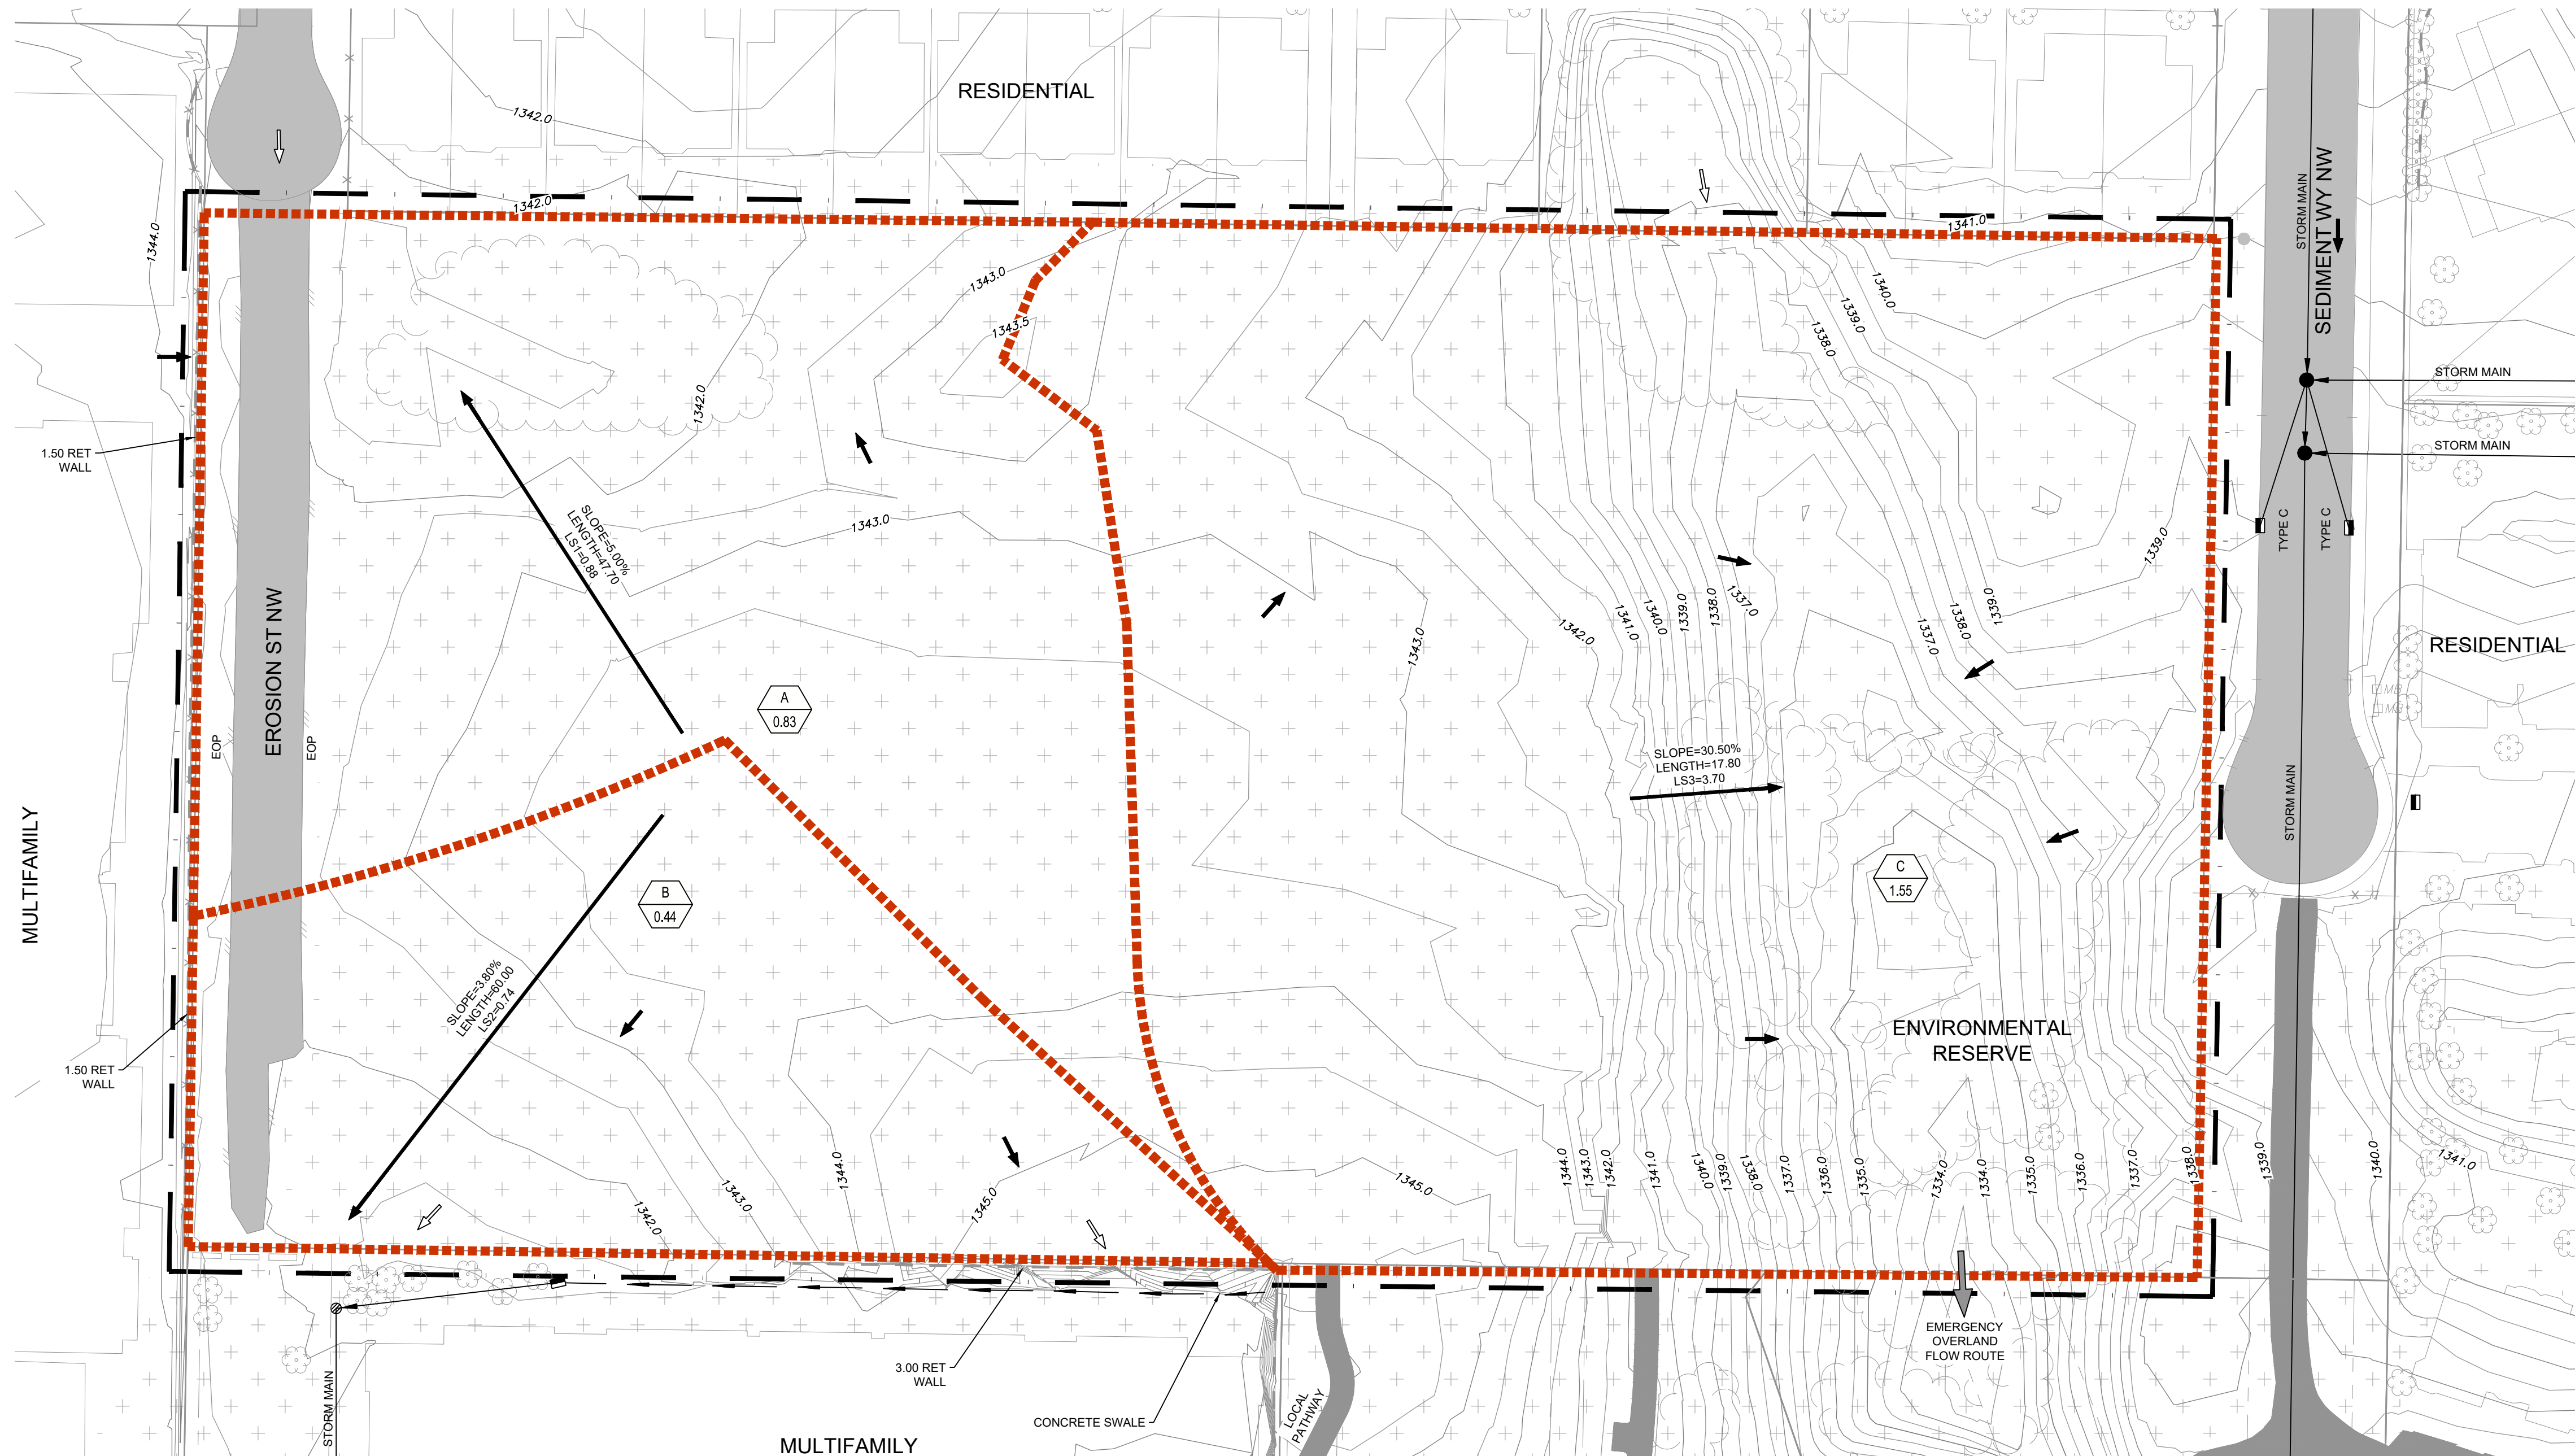 RESIDENTIAL
1342.0
1342.0
1344.0
1341.0
STORM MAIN
SEDIMENT WY NW
1343.0
1340.0
1339.0
1343.5
1338.0
STORM MAIN
1342.0
1.50 RET
WALL
STORM MAIN
SLOPE=5.00%
LENGTH=47.70
LS1=0.88
1343.0
TYPE C
TYPE C
1339.0
1341.0
1340.0
1339.0
1338.0
1337.0
1342.0
1343.0
1337.0
1338.0
1339.0
RESIDENTIAL
EROSION ST NW
EOP
EOP
A
0.83
MB
MB
SLOPE=30.50%
LENGTH=17.80
LS3=3.70
STORM MAIN
MULTIFAMILY
B
0.44
C
1.55
SLOPE=3.80%
LENGTH=60.00
LS2=0.74
ENVIRONMENTAL
RESERVE
1.50 RET
WALL
1344.0
1343.0
1342.0
1345.0
1345.0
1344.0
1343.0
1342.0
1341.0
1340.0
1339.0
1338.0
1337.0
1336.0
1335.0
1334.0
1334.0
1335.0
1336.0
1337.0
1338.0
1339.0
1340.0
1341.0
EMERGENCY
OVERLAND
FLOW ROUTE
3.00 RET
WALL
STORM MAIN
CONCRETE SWALE
LOCAL
PATHWAY
MULTIFAMILY